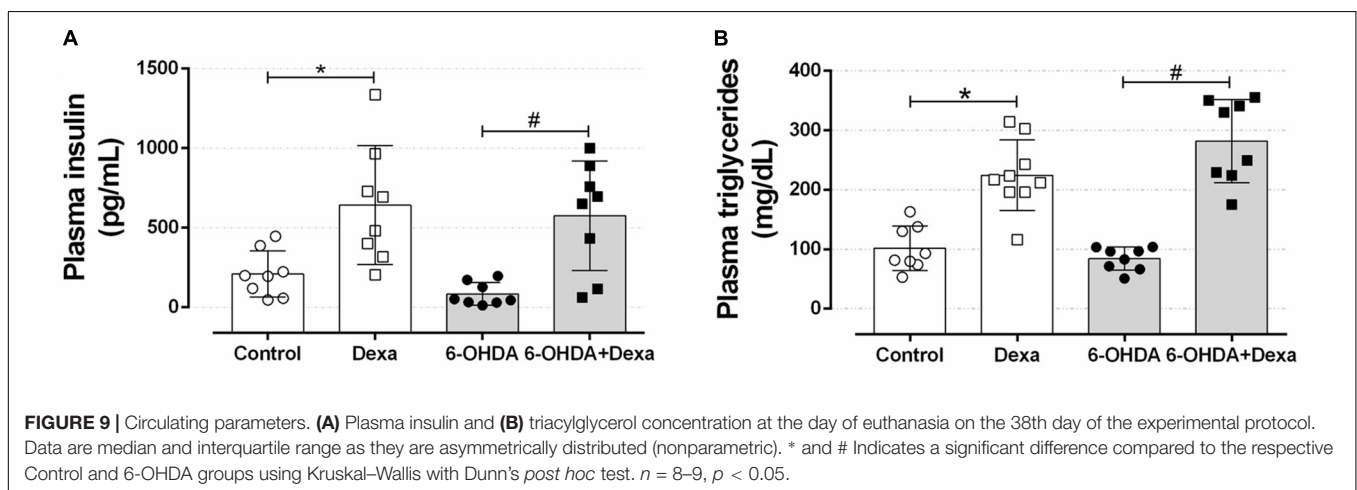 A
Plasma insulin
(pg/mL)
1500
1000
500
0
*
#
Control
Dexa
6-OHDA
6-OHDA+Dexa
B
Plasma triglycerides
(mg/dL)
400
300
200
100
0
*
#
Control
Dexa
6-OHDA
6-OHDA+Dexa
FIGURE 9 | Circulating parameters. (A) Plasma insulin and (B) triacylglycerol concentration at the day of euthanasia on the 38th day of the experimental protocol.
Data are median and interquartile range as they are asymmetrically distributed (nonparametric). * and # Indicates a significant difference compared to the respective
Control and 6-OHDA groups using Kruskal–Wallis with Dunn's post hoc test. n = 8–9, p < 0.05.